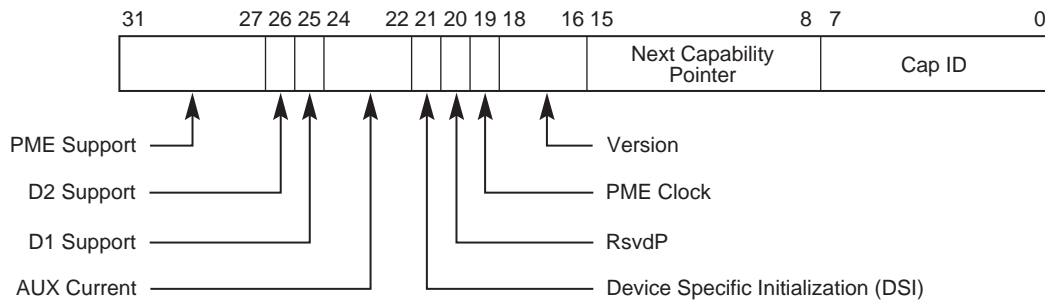 31 27 26 25 24 22 21 20 19 18 16 15 8 7 0
Next Capability
Pointer
Cap ID
PME Support
Version
D2 Support
PME Clock
D1 Support
RsvdP
AUX Current
Device Specific Initialization (DSI)